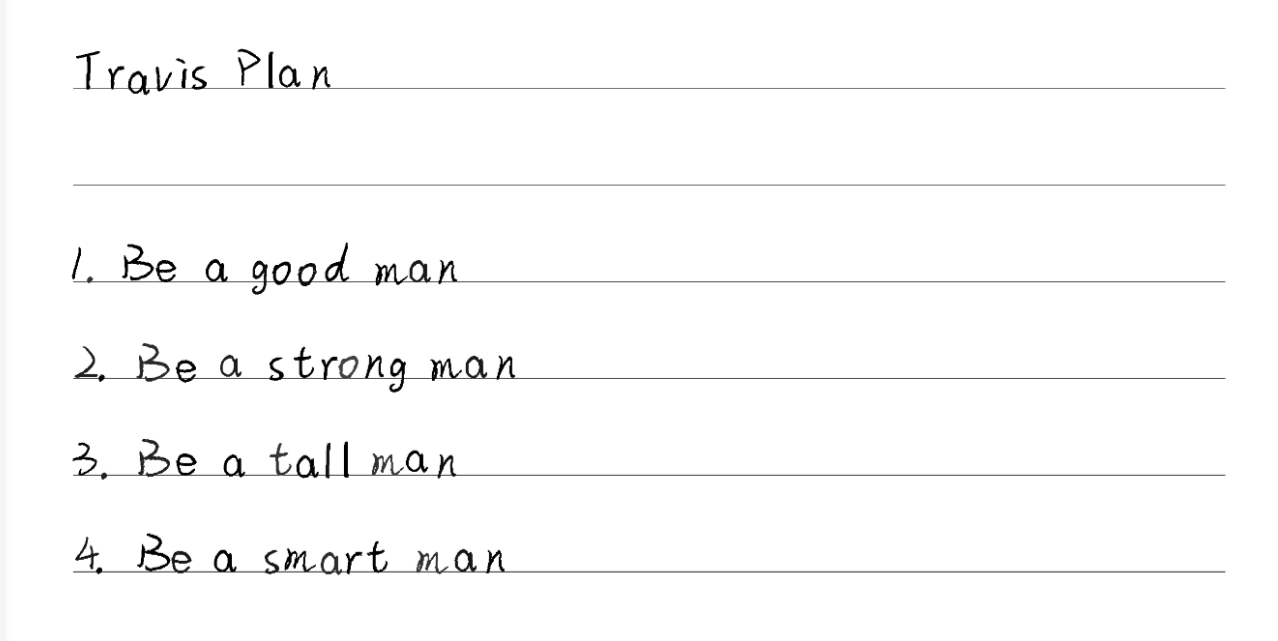 Travis Plan
1. Be a good man
2. Be a strong man
3. Be a tall man
4. Be a smart man